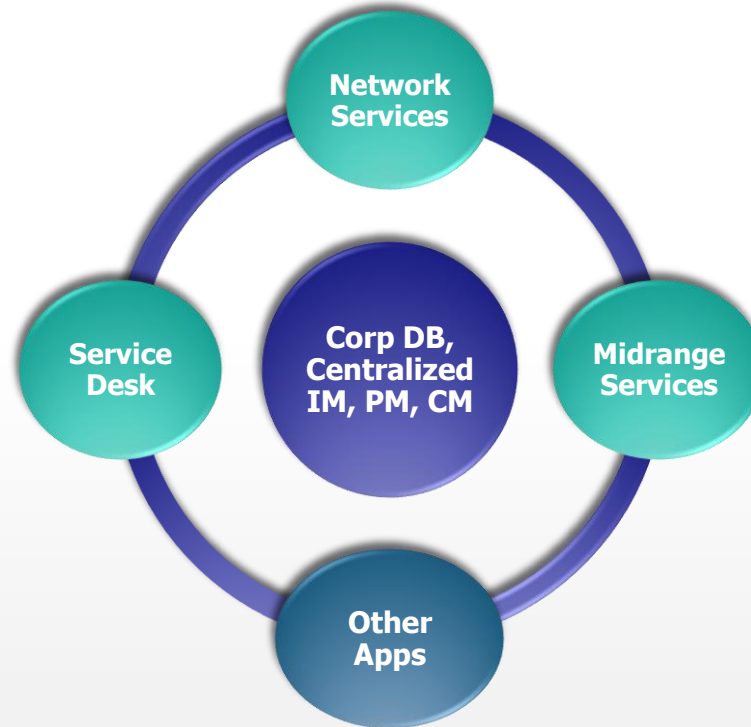 Network
Services
Service
Desk
Corp DB,
Centralized
IM, PM, CM
Midrange
Services
Other
Apps